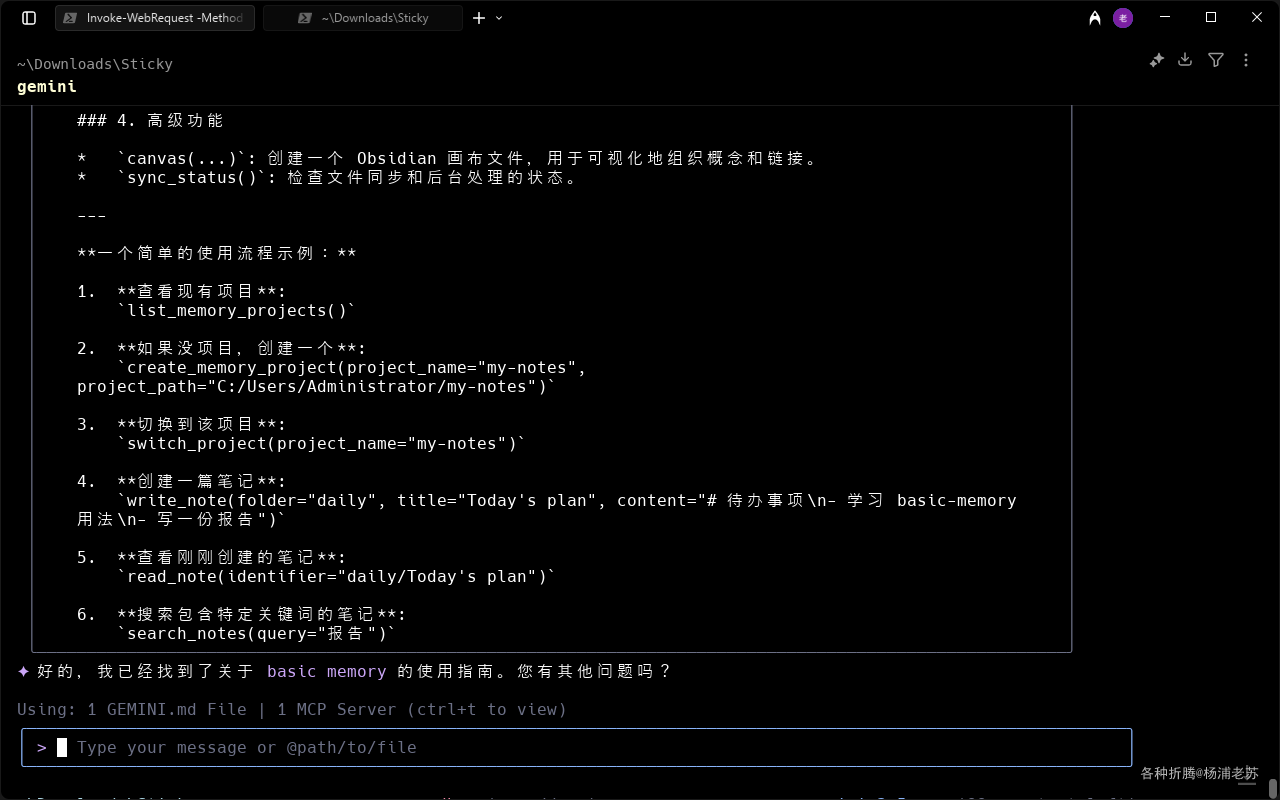 Invoke-WebRequest -Method
~\Downloads\Sticky
老
~\Downloads\Sticky
gemini
### 4. 高级功能
* `canvas(...)`: 创建一个 Obsidian 画布文件，用于可视化地组织概念和链接。
* `sync_status()`: 检查文件同步和后台处理的状态。
---
**一个简单的使用流程示例：**
1. **查看现有项目**:
`list_memory_projects()`
2. **如果没项目，创建一个**:
`create_memory_project(project_name="my-notes",
project_path="C:/Users/Administrator/my-notes")`
3. **切换到该项目**:
`switch_project(project_name="my-notes")`
4. **创建一篇笔记**:
`write_note(folder="daily", title="Today's plan", content="# 待办事项\n- 学习 basic-memory
用法\n- 写一份报告")`
5. **查看刚刚创建的笔记**:
`read_note(identifier="daily/Today's plan")`
6. **搜索包含特定关键词的笔记**:
`search_notes(query="报告")`
✦ 好的，我已经找到了关于 basic memory 的使用指南。您有其他问题吗？
Using: 1 GEMINI.md File | 1 MCP Server (ctrl+t to view)
> Type your message or @path/to/file
各种折腾@杨浦老苏